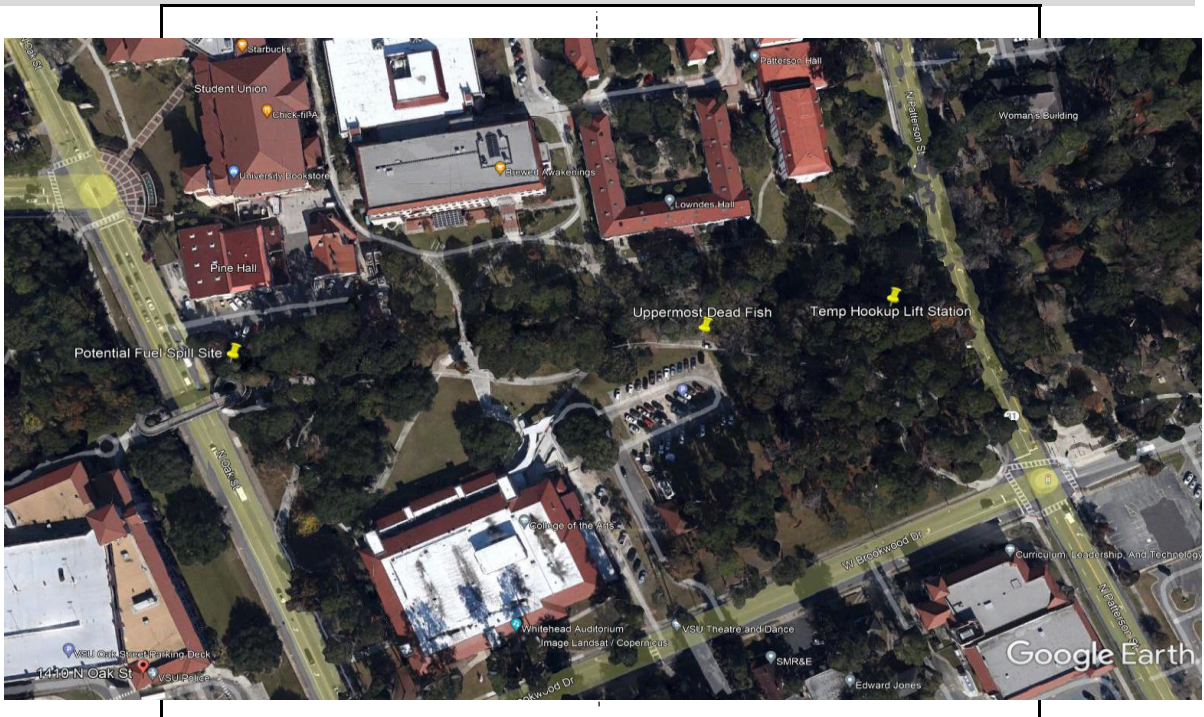 N Oak St
Starbucks
Student Union
Chick-fil-A
University Bookstore
Patterson Hall
N Patterson St
Woman's Building
Brewed Awakenings
Lowndes Hall
Pine Hall
Uppermost Dead Fish
Temp Hookup Lift Station
Potential Fuel Spill Site
N Oak St
College of the Arts
W Brookwood Dr
Curriculum, Leadership, And Technology
N Patterson St
Whitehead Auditorium
VSU Theatre and Dance
Image Landsat / Copernicus
VSU Oak Street Parking Deck
1410 N Oak St
VSU Police
SMR&E
Edward Jones
Google Earth